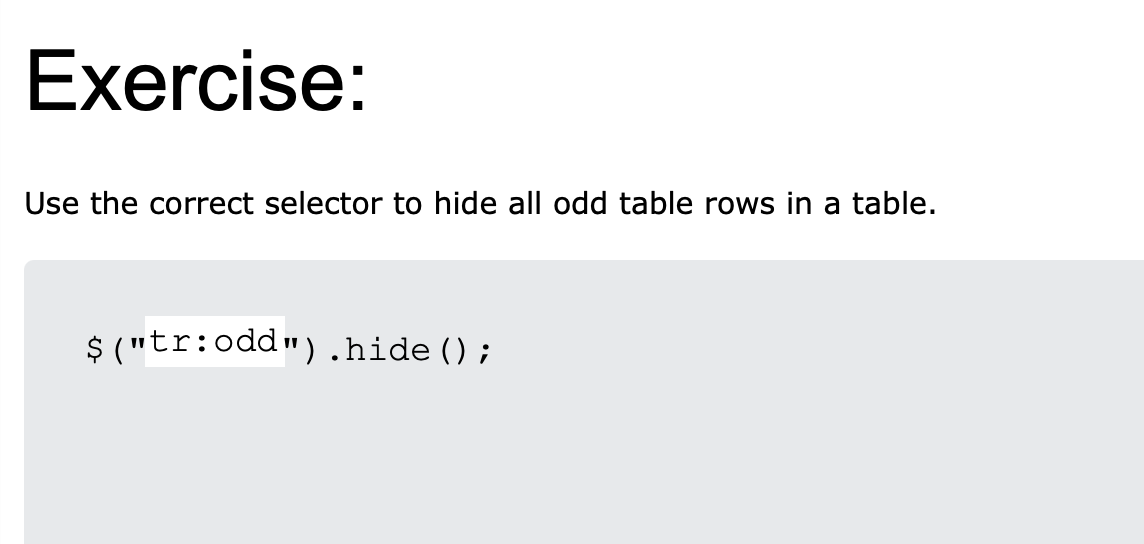 Exercise:
Use the correct selector to hide all odd table rows in a table.
$("tr:odd").hide();